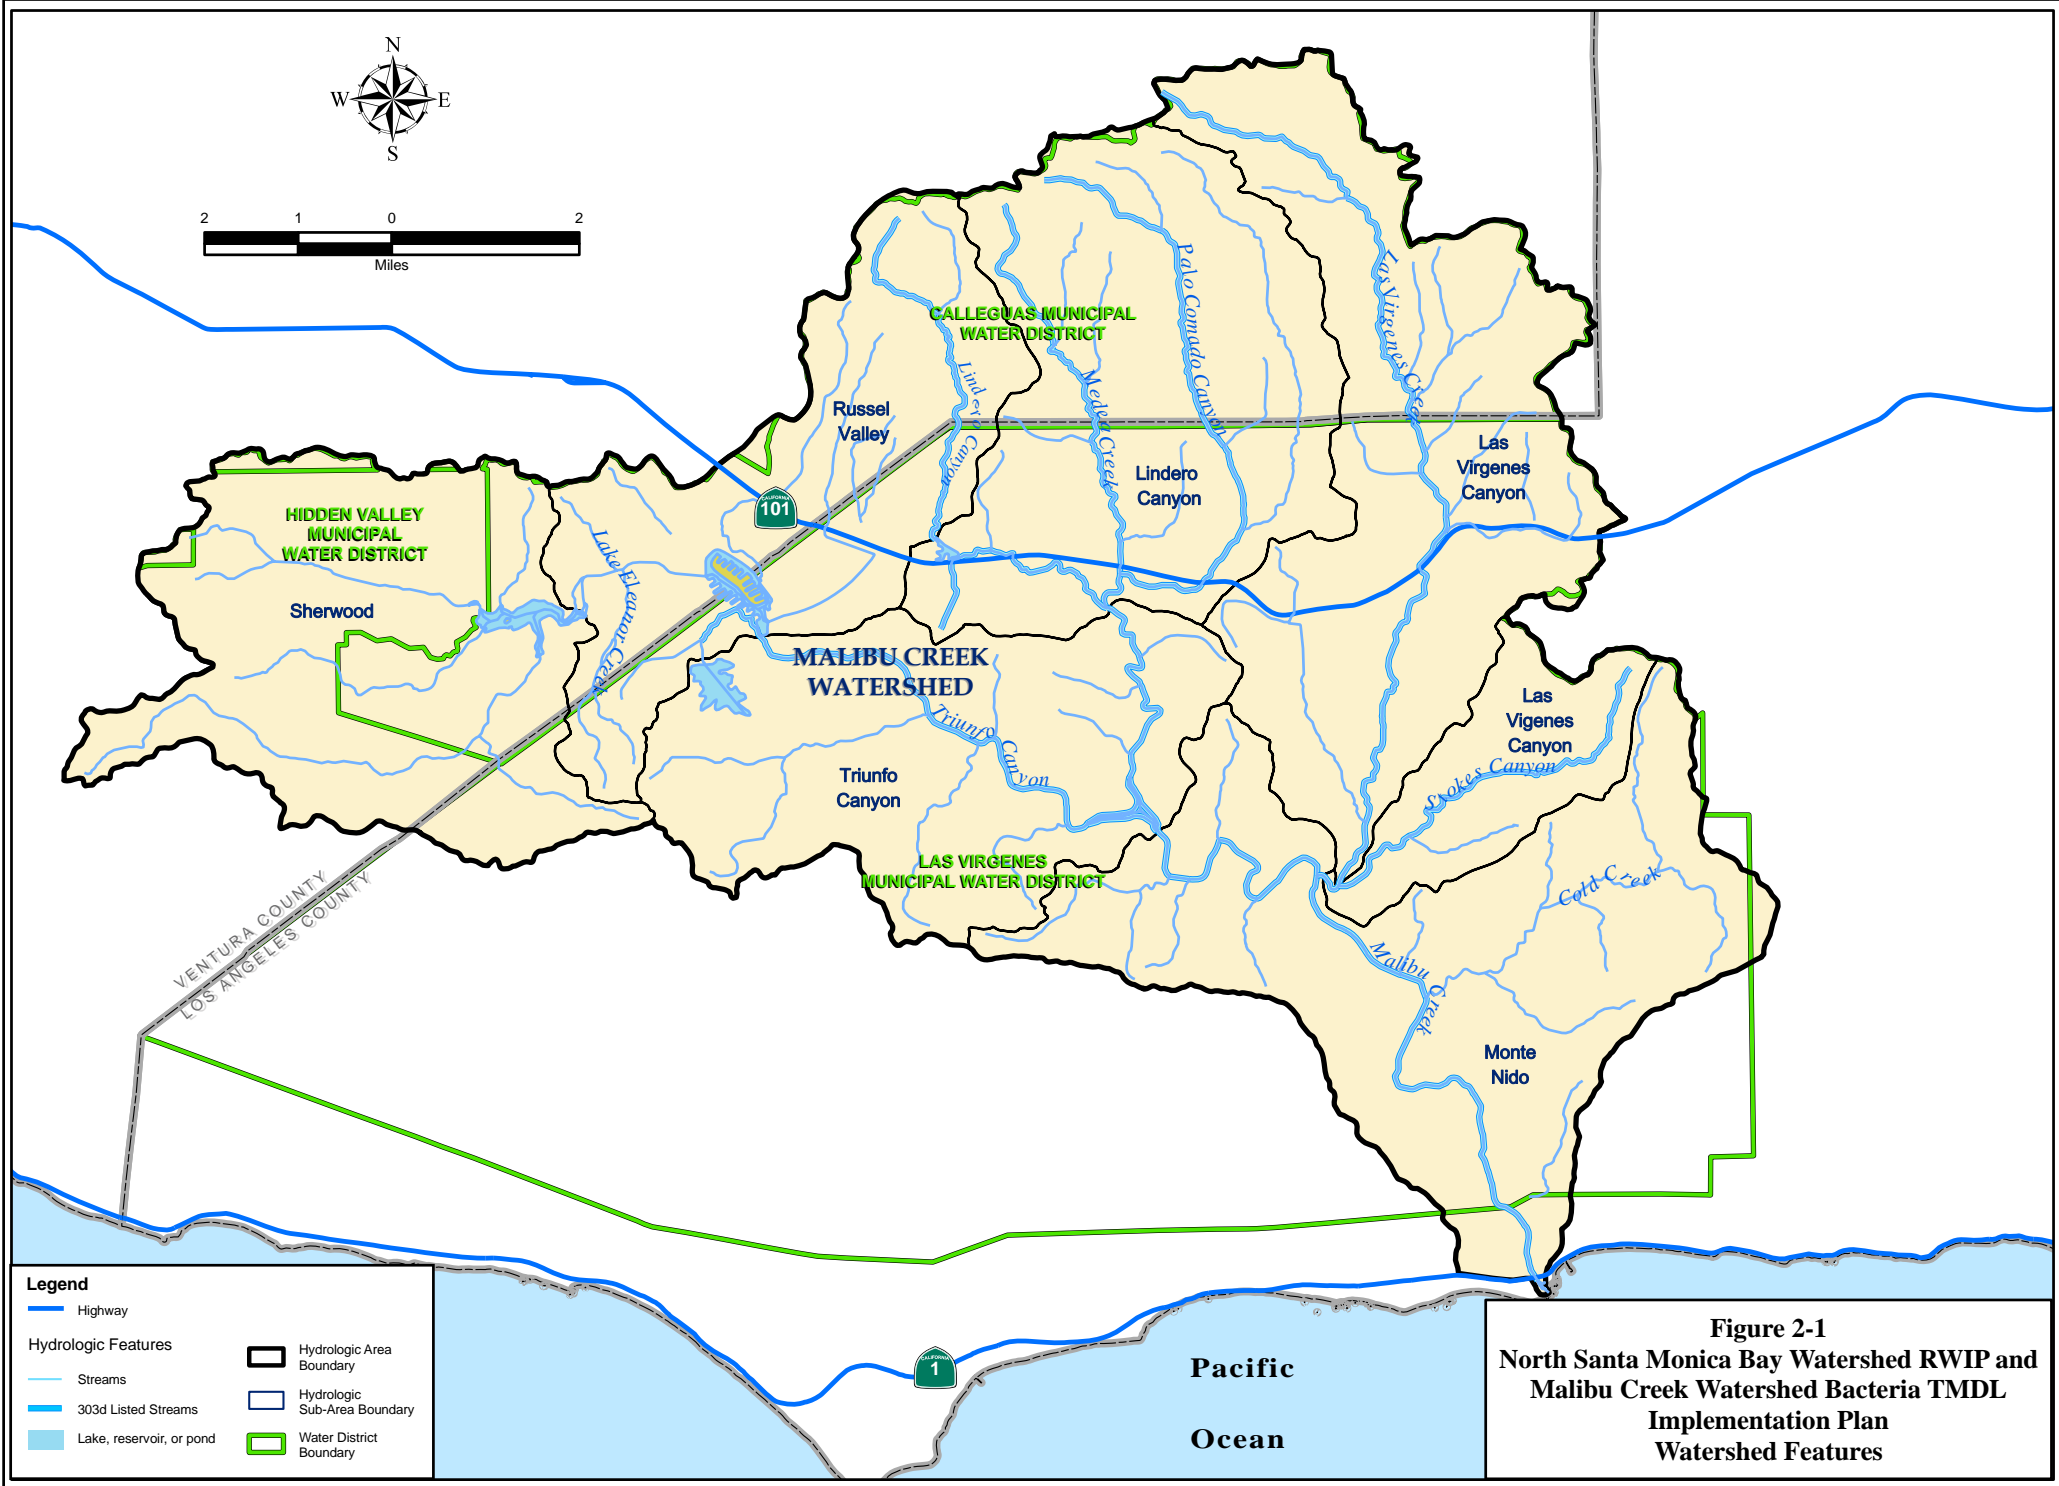 N
W
E
S
2
1
0
2
Miles
CALLEGUAS MUNICIPAL
WATER DISTRICT
Palo Comado Canyon
Las Virgenes Creek
Lindero Canyon
Medea Creek
Russel
Valley
Lindero
Canyon
Las
Virgenes
Canyon
CALIFORNIA
101
HIDDEN VALLEY
MUNICIPAL
WATER DISTRICT
Lake Eleanor Creek
Sherwood
MALIBU CREEK
WATERSHED
Triunfo Canyon
Las
Vigenes
Canyon
Stokes Canyon
Triunfo
Canyon
LAS VIRGENES
MUNICIPAL WATER DISTRICT
Cold Creek
VENTURA COUNTY
LOS ANGELES COUNTY
Malibu Creek
Monte
Nido
CALIFORNIA
1
Pacific
Ocean
Legend
Highway
Hydrologic Features
Streams
303d Listed Streams
Lake, reservoir, or pond
Hydrologic Area
Boundary
Hydrologic
Sub-Area Boundary
Water District
Boundary
Figure 2-1
North Santa Monica Bay Watershed RWIP and
Malibu Creek Watershed Bacteria TMDL
Implementation Plan
Watershed Features